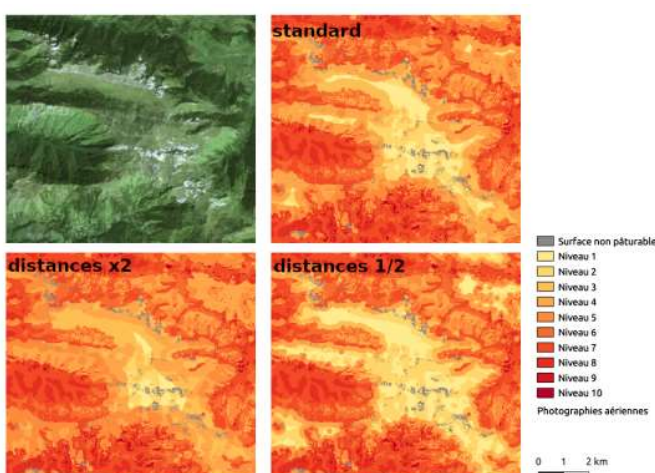 standard
distances x2
distances 1/2
Surface non pâturable
Niveau 1
Niveau 2
Niveau 3
Niveau 4
Niveau 5
Niveau 6
Niveau 7
Niveau 8
Niveau 9
Niveau 10
Photographies aériennes
0 1 2 km